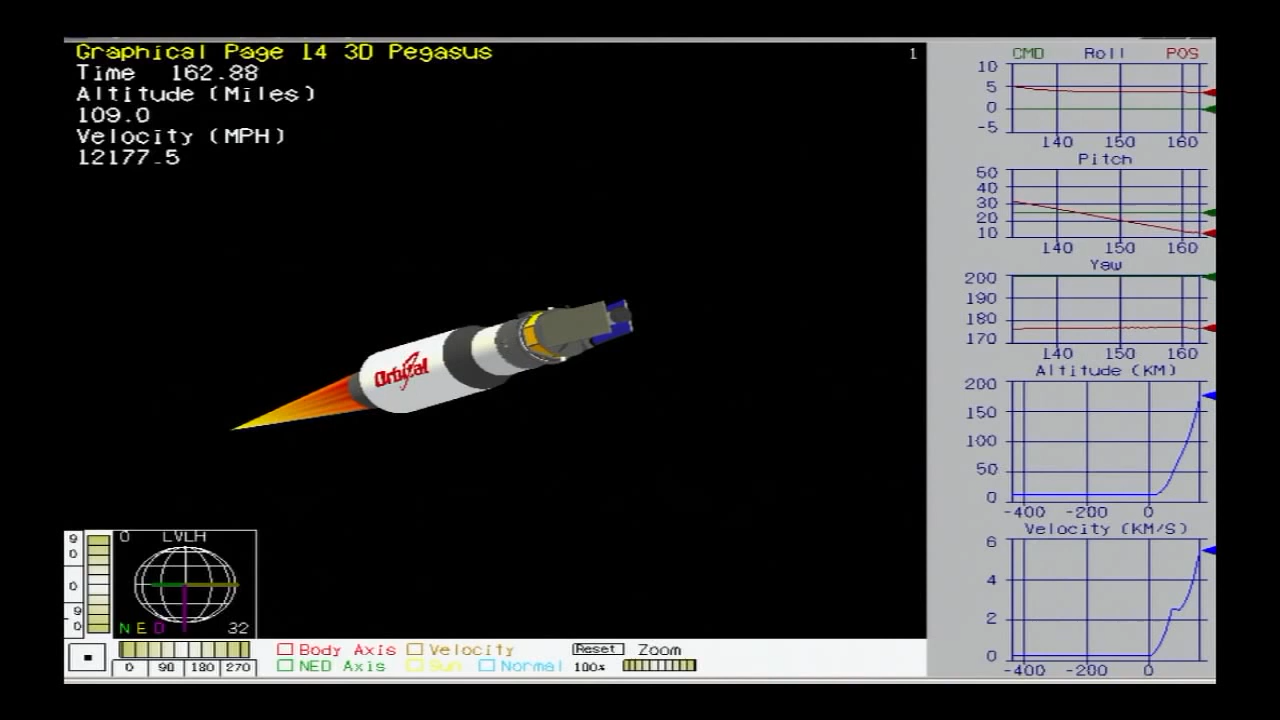 Graphical Page 14 3D Pegasus
1
Time 162.88
Altitude (Miles)
109.0
Velocity (MPH)
12177.5
Orbital
CMD Roll POS
10
5
0
-5
140 150 160
Pitch
50
40
30
20
10
140 150 160
Yaw
200
190
180
170
140 150 160
Altitude (KM)
200
150
100
50
0
-400 -200 0
Velocity (KM/S)
6
4
2
0
-400 -200 0
90
0
-90
0 LVLH
N E D 32
0 90 180 270
Body Axis Velocity Reset Zoom
NED Axis Sun Normal 100%